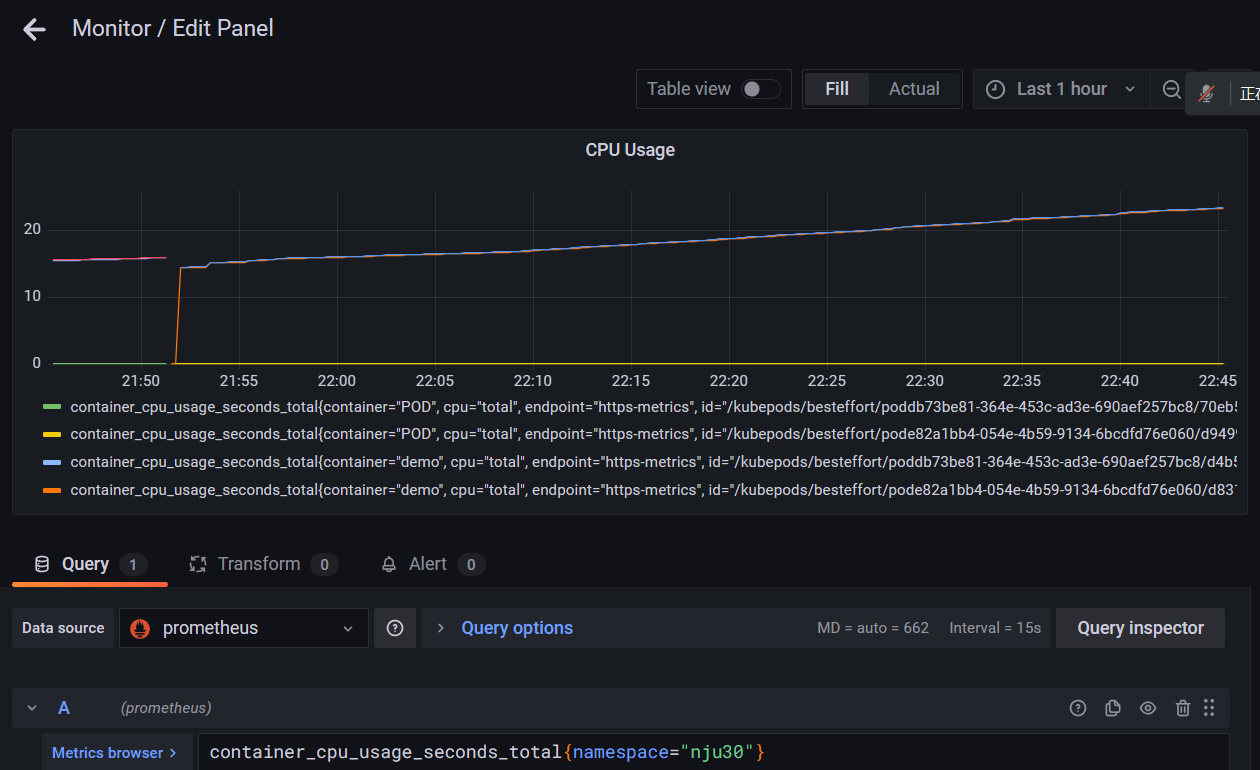 Monitor / Edit Panel
Table view
Fill
Actual
Last 1 hour
正在
CPU Usage
20
10
0
21:50
21:55
22:00
22:05
22:10
22:15
22:20
22:25
22:30
22:35
22:40
22:45
container_cpu_usage_seconds_total{container="POD", cpu="total", endpoint="https-metrics", id="/kubepods/besteffort/poddb73be81-364e-453c-ad3e-690aef257bc8/70eb5
container_cpu_usage_seconds_total{container="POD", cpu="total", endpoint="https-metrics", id="/kubepods/besteffort/pode82a1bb4-054e-4b59-9134-6bcdfd76e060/d949
container_cpu_usage_seconds_total{container="demo", cpu="total", endpoint="https-metrics", id="/kubepods/besteffort/poddb73be81-364e-453c-ad3e-690aef257bc8/d4b5
container_cpu_usage_seconds_total{container="demo", cpu="total", endpoint="https-metrics", id="/kubepods/besteffort/pode82a1bb4-054e-4b59-9134-6bcdfd76e060/d831
Query 1
Transform 0
Alert 0
Data source
prometheus
Query options
MD = auto = 662
Interval = 15s
Query inspector
A
(prometheus)
Metrics browser
container_cpu_usage_seconds_total{namespace="nju30"}